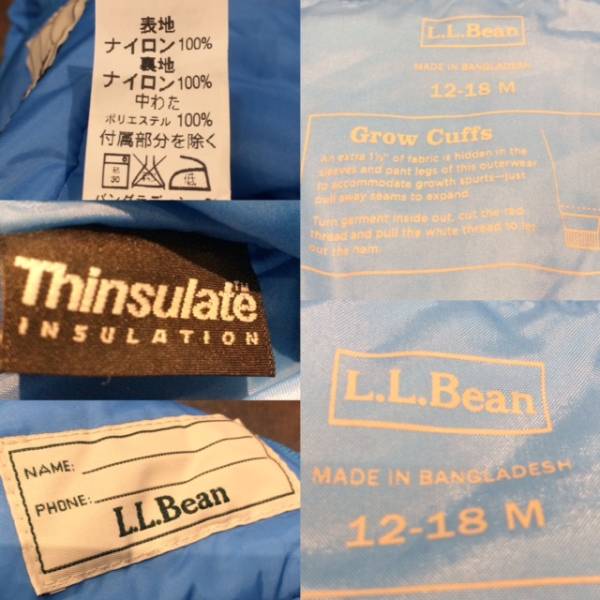 表地
ナイロン100%
裏地
ナイロン100%
中わた
ポリエステル 100%
付属部分を除く
30
低
Thinsulate™
INSULATION
NAME:
PHONE:
L.L.Bean
L.L.Bean
MADE IN BANGLADESH
12-18 M
Grow Cuffs
An extra 1½" of fabric is hidden in the
sleeves and pant legs of this outerwear
to accommodate growth spurts—just
pull away seams to expand.
Turn garment inside out, cut the red
thread and pull the white thread to let
out the hem.
L.L.Bean
MADE IN BANGLADESH
12-18 M